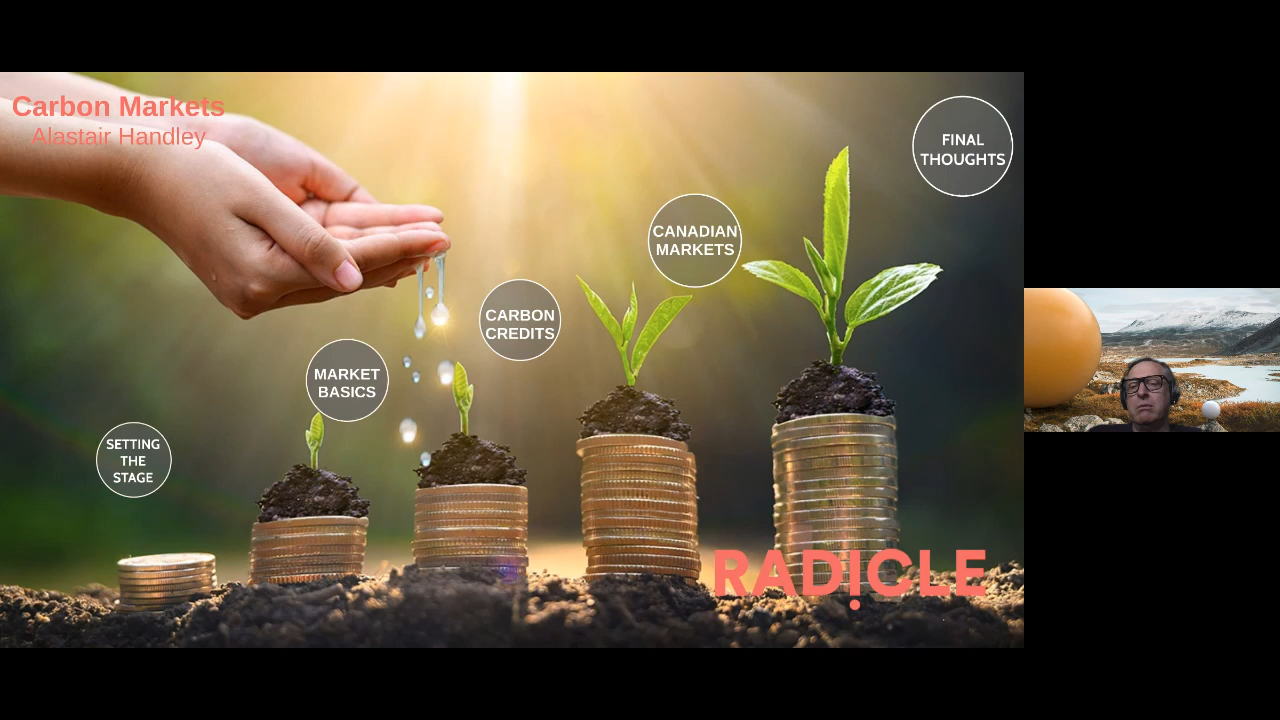 Carbon Markets
Alastair Handley
SETTING
THE
STAGE
MARKET
BASICS
CARBON
CREDITS
CANADIAN
MARKETS
FINAL
THOUGHTS
RADICLE